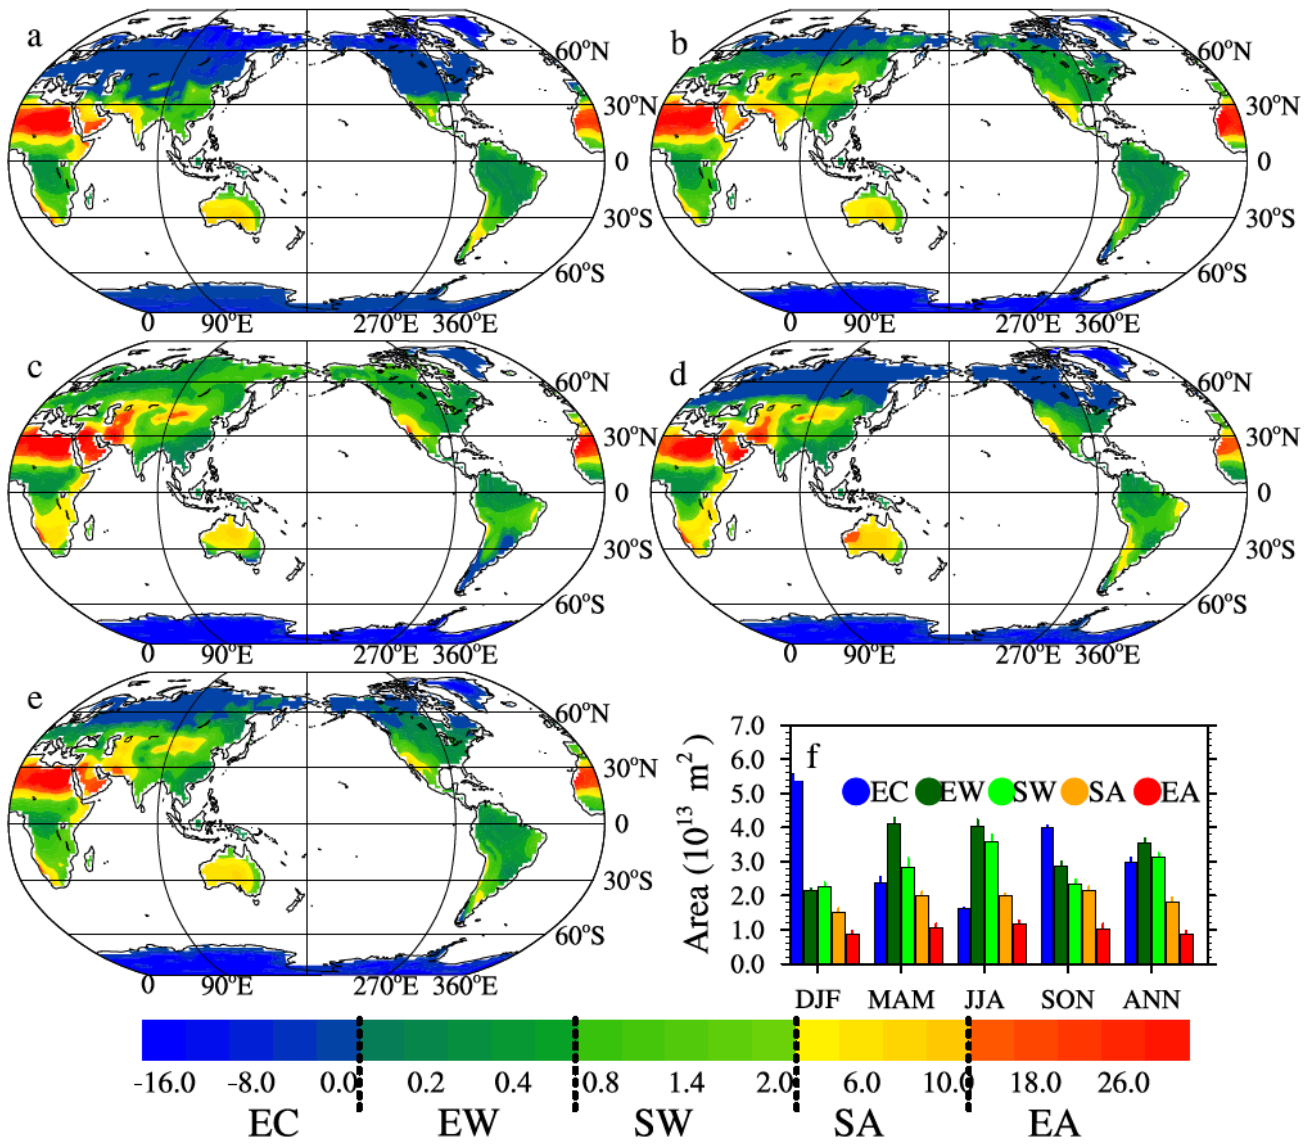 a
60°N
30°N
0
30°S
60°S
0 90°E 270°E 360°E
b
60°N
30°N
0
30°S
60°S
0 90°E 270°E 360°E
c
60°N
30°N
0
30°S
60°S
0 90°E 270°E 360°E
d
60°N
30°N
0
30°S
60°S
0 90°E 270°E 360°E
e
60°N
30°N
0
30°S
60°S
0 90°E 270°E 360°E
f
Area (10¹³ m²)
7.0
6.0
5.0
4.0
3.0
2.0
1.0
0.0
EC EW SW SA EA
DJF MAM JJA SON ANN
-16.0 -8.0 0.0 0.2 0.4 0.8 1.4 2.0 6.0 10.0 18.0 26.0
EC EW SW SA EA